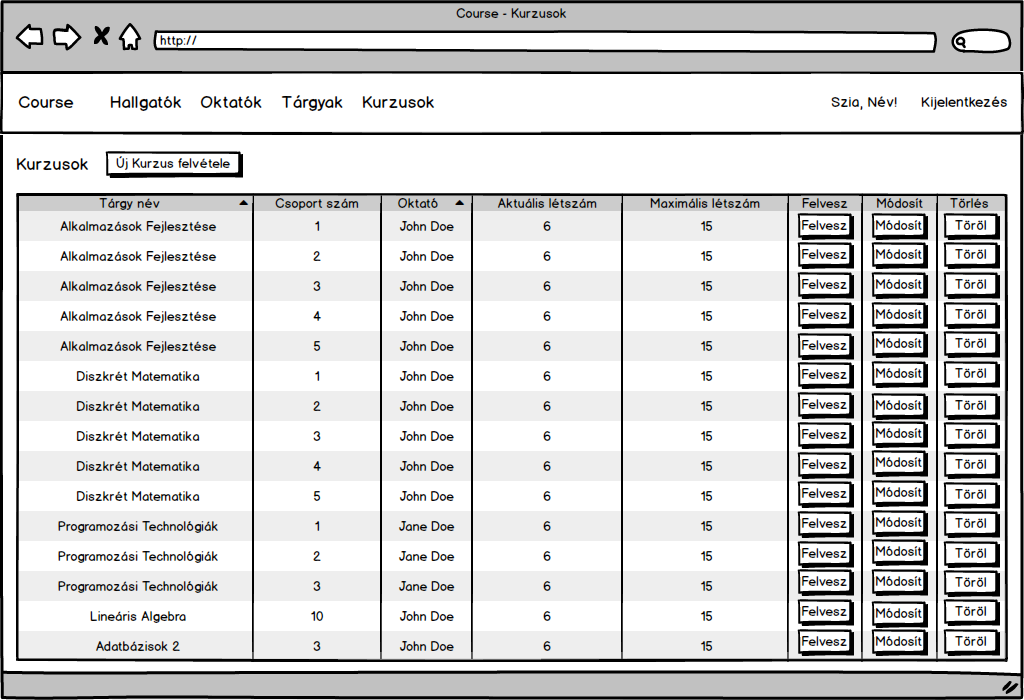 Course - Kurzusok
http://
Course Hallgatók Oktatók Tárgyak Kurzusok Szia, Név! Kijelentkezés
Kurzusok Új Kurzus felvétele
Tárgy név Csoport szám Oktató Aktuális létszám Maximális létszám Felvesz Módosít Törlés
Alkalmazások Fejlesztése 1 John Doe 6 15 Felvesz Módosít Töröl
Alkalmazások Fejlesztése 2 John Doe 6 15 Felvesz Módosít Töröl
Alkalmazások Fejlesztése 3 John Doe 6 15 Felvesz Módosít Töröl
Alkalmazások Fejlesztése 4 John Doe 6 15 Felvesz Módosít Töröl
Alkalmazások Fejlesztése 5 John Doe 6 15 Felvesz Módosít Töröl
Diszkrét Matematika 1 John Doe 6 15 Felvesz Módosít Töröl
Diszkrét Matematika 2 John Doe 6 15 Felvesz Módosít Töröl
Diszkrét Matematika 3 John Doe 6 15 Felvesz Módosít Töröl
Diszkrét Matematika 4 John Doe 6 15 Felvesz Módosít Töröl
Diszkrét Matematika 5 John Doe 6 15 Felvesz Módosít Töröl
Programozási Technológiák 1 Jane Doe 6 15 Felvesz Módosít Töröl
Programozási Technológiák 2 Jane Doe 6 15 Felvesz Módosít Töröl
Programozási Technológiák 3 Jane Doe 6 15 Felvesz Módosít Töröl
Lineáris Algebra 10 John Doe 6 15 Felvesz Módosít Töröl
Adatbázisok 2 3 John Doe 6 15 Felvesz Módosít Töröl